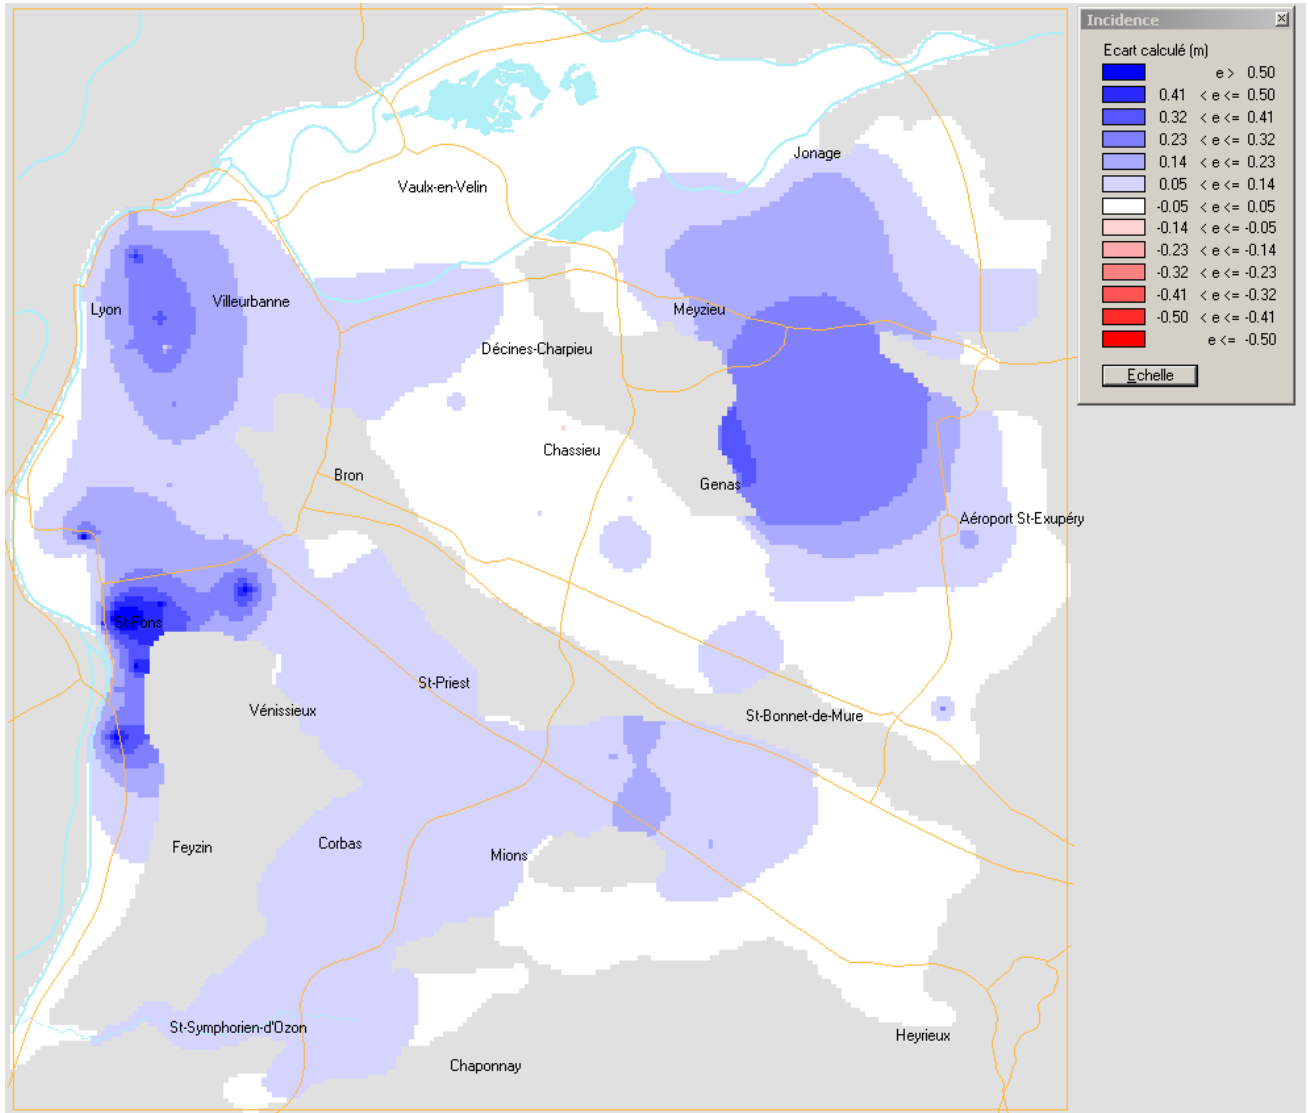 Incidence
Ecart calculé (m)
e > 0.50
0.41 < e <= 0.50
0.32 < e <= 0.41
0.23 < e <= 0.32
0.14 < e <= 0.23
0.05 < e <= 0.14
-0.05 < e <= 0.05
-0.14 < e <= -0.05
-0.23 < e <= -0.14
-0.32 < e <= -0.23
-0.41 < e <= -0.32
-0.50 < e <= -0.41
e <= -0.50
Echelle
Jonage
Vaulx-en-Velin
Villeurbanne
Lyon
Meyzieu
Décines-Charpieu
Chassieu
Bron
Genas
Aéroport St-Exupéry
St-Fons
St-Priest
Vénissieux
St-Bonnet-de-Mure
Feyzin
Corbas
Mions
St-Symphorien-d'Ozon
Heyrieux
Chaponnay